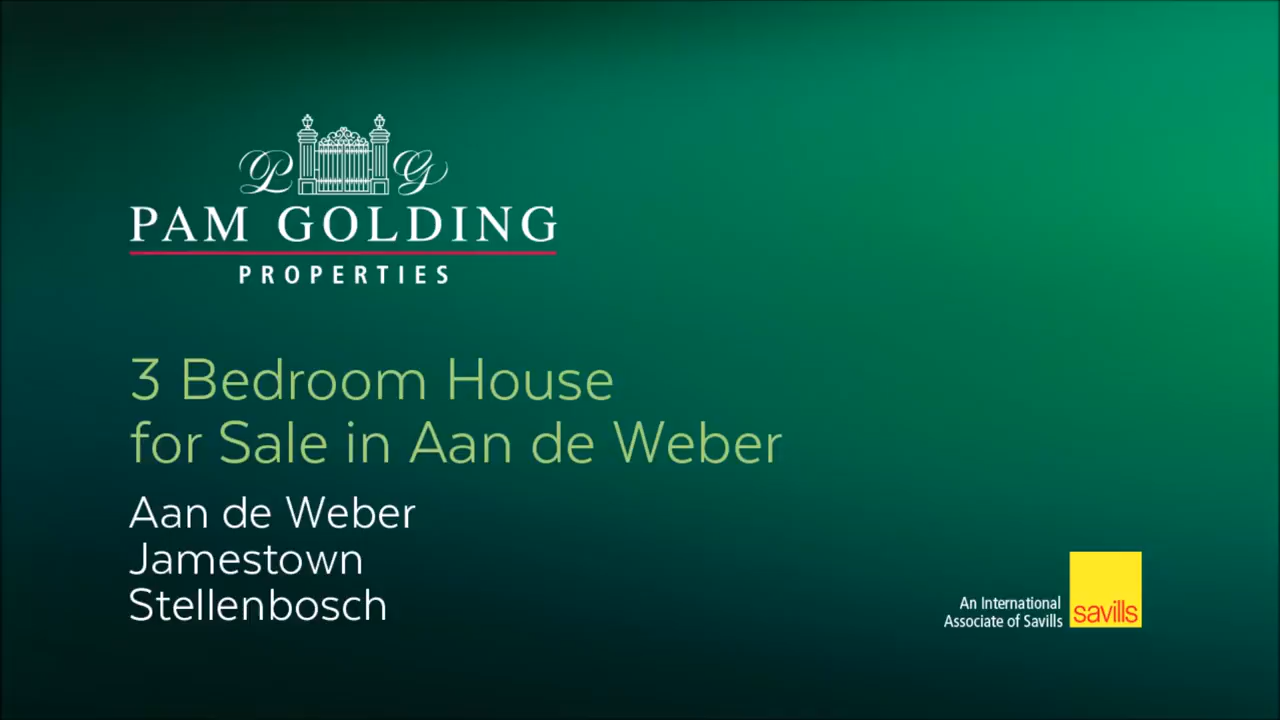 P G
PAM GOLDING
PROPERTIES
3 Bedroom House
for Sale in Aan de Weber
Aan de Weber
Jamestown
Stellenbosch
An International
Associate of Savills
savills